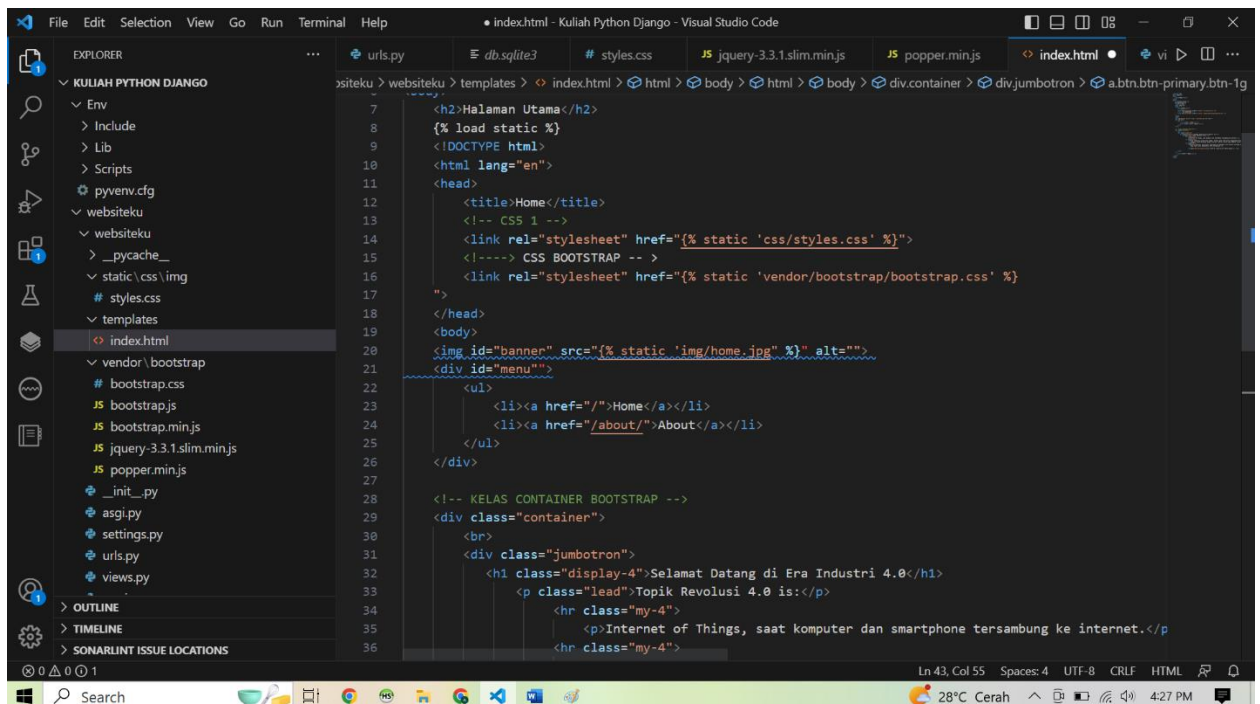 File Edit Selection View Go Run Terminal Help
● index.html - Kuliah Python Django - Visual Studio Code
EXPLORER
urls.py db.sqlite3 # styles.css JS jquery-3.3.1.slim.min.js JS popper.min.js <> index.html ● vi
KULIAH PYTHON DJANGO
Env
Include
Lib
Scripts
pyvenv.cfg
websiteku
websiteku
__pycache__
static\css\img
# styles.css
templates
<> index.html
vendor\bootstrap
# bootstrap.css
JS bootstrap.js
JS bootstrap.min.js
JS jquery-3.3.1.slim.min.js
JS popper.min.js
__init__.py
asgi.py
settings.py
urls.py
views.py
OUTLINE
TIMELINE
SONARLINT ISSUE LOCATIONS
ebsiteku > websiteku > templates > <> index.html > html > body > html > body > div.container > div.jumbotron > a.btn.btn-primary.btn-1g
7 <h2>Halaman Utama</h2>
8 {% load static %}
9 <!DOCTYPE html>
10 <html lang="en">
11 <head>
12 <title>Home</title>
13 <!-- CS5 1 -->
14 <link rel="stylesheet" href="{% static 'css/styles.css' %}">
15 <!----> CSS BOOTSTRAP -- >
16 <link rel="stylesheet" href="{% static 'vendor/bootstrap/bootstrap.css' %}
17 ">
18 </head>
19 <body>
20 <img id="banner" src="{% static 'img/home.jpg" %}" alt="">
21 <div id="menu"">
22 <ul>
23 <li><a href="/">Home</a></li>
24 <li><a href="/about/">About</a></li>
25 </ul>
26 </div>
27
28 <!-- KELAS CONTAINER BOOTSTRAP -->
29 <div class="container">
30 <br>
31 <div class="jumbotron">
32 <h1 class="display-4">Selamat Datang di Era Industri 4.0</h1>
33 <p class="lead">Topik Revolusi 4.0 is:</p>
34 <hr class="my-4">
35 <p>Internet of Things, saat komputer dan smartphone tersambung ke internet.</p
36 <hr class="my-4">
0 0 1
Ln 43, Col 55 Spaces: 4 UTF-8 CRLF HTML
Search
28°C Cerah 4:27 PM